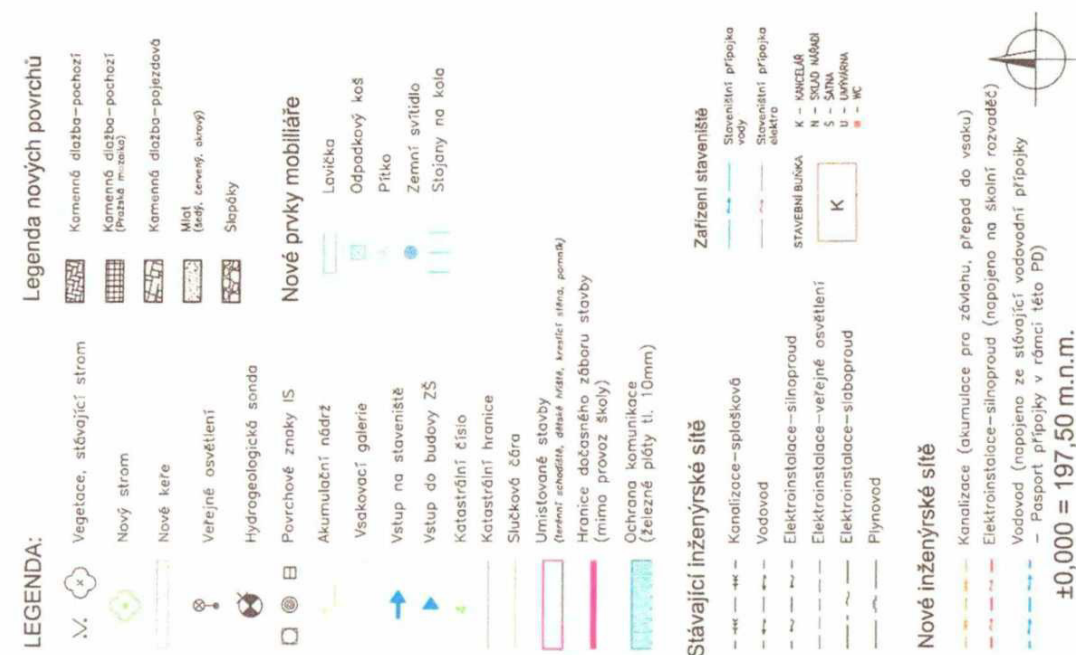 LEGENDA:
Vegetace, stávající strom
Nový strom
Nové keře
Veřejné osvětlení
Hydrogeologická sonda
Povrchové znaky IS
Akumulační nádrž
Vsakovací galerie
Vstup na staveniště
Vstup do budovy ZŠ
Katastrální číslo
Katastrální hranice
Slučková čára
Umisťované stavby
(terénní schodiště, dětské hřiště, kreslící stěna, pomník)
Hranice dočasného záboru stavby
(mimo provoz školy)
Ochrana komunikace
(železné pláty tl. 10mm)
Legenda nových povrchů
Kamenná dlažba-pochozí
Kamenná dlažba-pochozí
(Pražská mozaika)
Kamenná dlažba-pojezdová
Mlat
(šedý, červený, okrový)
Šlapáky
Nové prvky mobiliáře
Lavička
Odpadkový koš
Pítko
Zemní svítidlo
Stojany na kola
Stávající inženýrské sítě
Kanalizace-splašková
Vodovod
Elektroinstalace-silnoproud
Elektroinstalace-veřejné osvětlení
Elektroinstalace-slaboproud
Plynovod
Zařízení staveniště
Staveništní přípojka
vody
Staveništní přípojka
elektro
STAVEBNÍ BUŇKA
K
K - KANCELÁŘ
N - SKLAD NÁŘADÍ
Š - ŠATNA
U - UMÝVÁRNA
- WC
Nové inženýrské sítě
Kanalizace (akumulace pro závlahu, přepad do vsaku)
Elektroinstalace-silnoproud (napojeno na školní rozvaděč)
Vodovod (napojeno ze stávající vodovodní přípojky
- Pasport přípojky v rámci této PD)
±0,000 = 197,50 m.n.m.